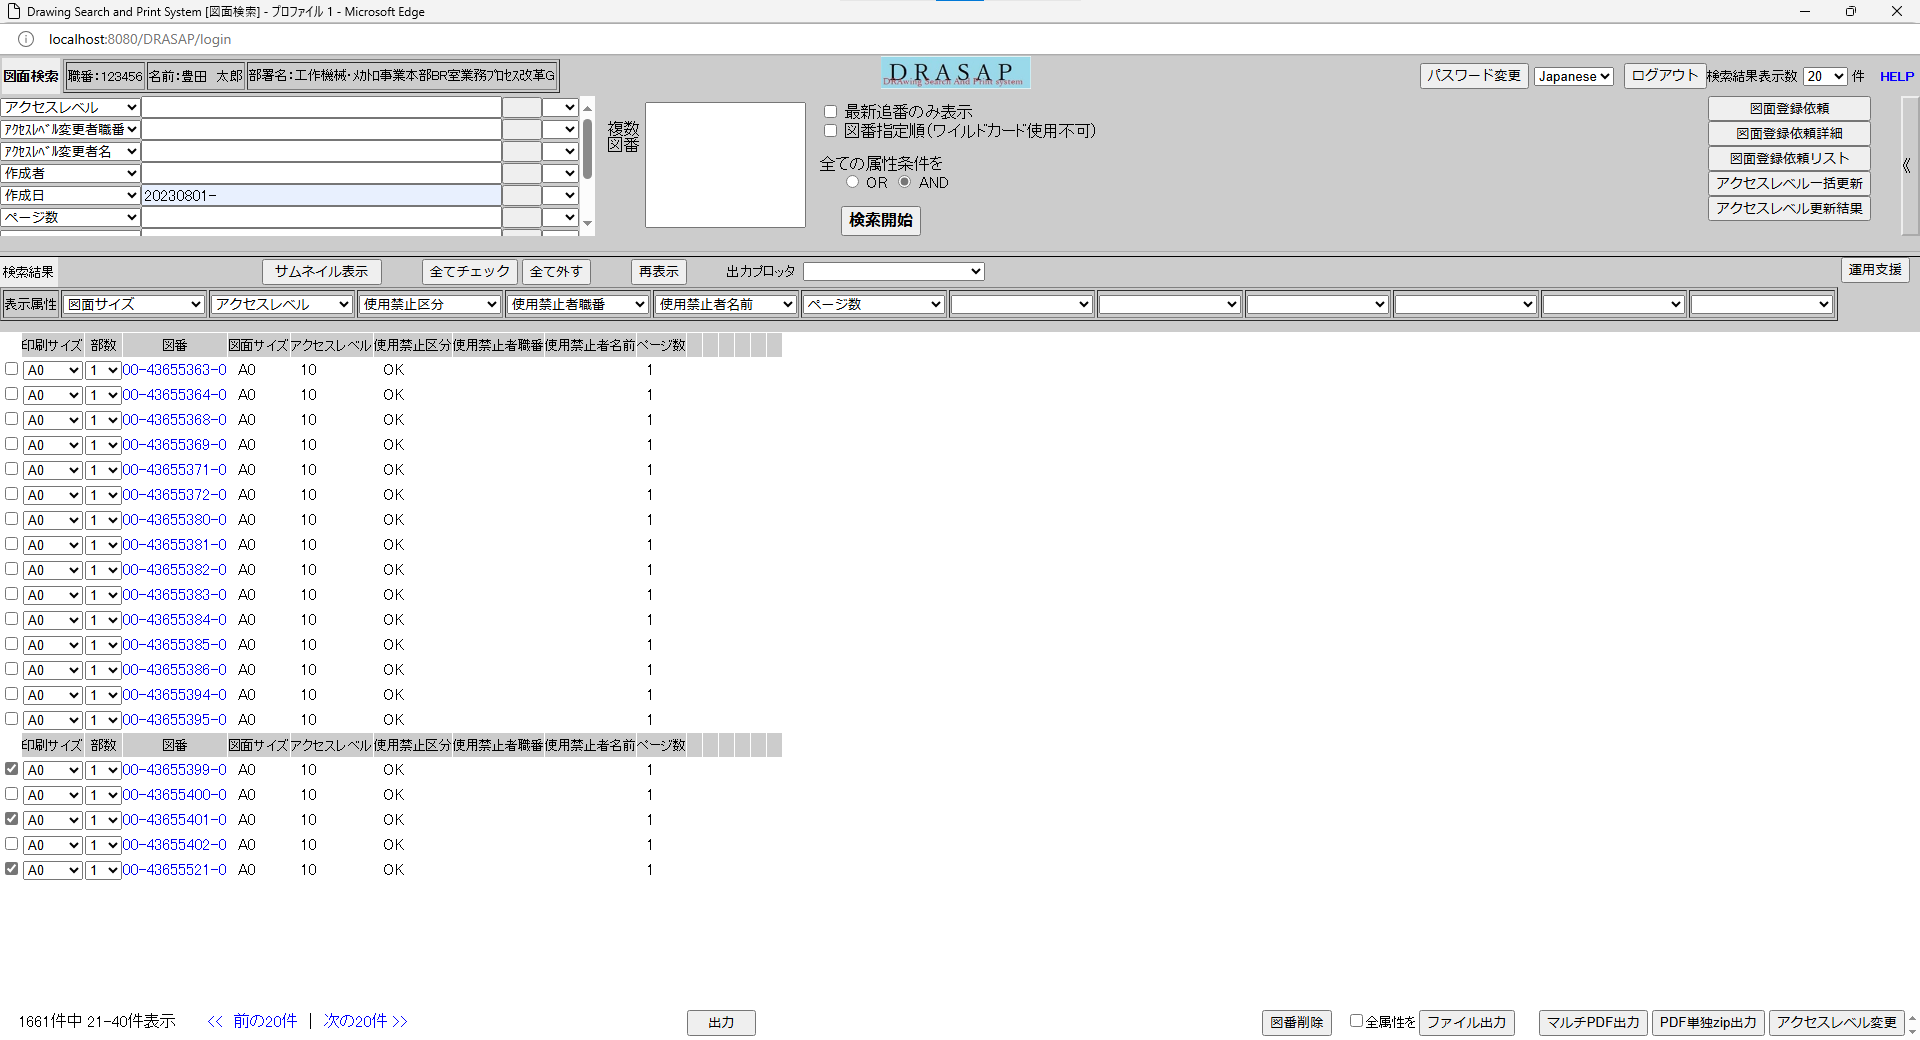 Drawing Search and Print System [図面検索] - プロファイル 1 - Microsoft Edge
localhost:8080/DRASAP/login
図面検索 職番:123456 名前:豊田 太郎 部署名:工作機械・ﾒｶﾄﾛ事業本部BR室業務ﾌﾟﾛｾｽ改革G DRASAP DRAwing Search And Print system パスワード変更 Japanese ログアウト 検索結果表示数 20 件 HELP
アクセスレベル
ｱｸｾｽﾚﾍﾞﾙ変更者職番
ｱｸｾｽﾚﾍﾞﾙ変更者名
作成者
作成日 20230801-
ページ数
複数
図番
最新追番のみ表示
図番指定順(ワイルドカード使用不可)
全ての属性条件を
OR AND
検索開始
図面登録依頼
図面登録依頼詳細
図面登録依頼リスト
アクセスレベル一括更新
アクセスレベル更新結果
《
検索結果 サムネイル表示 全てチェック 全て外す 再表示 出力プロッタ 運用支援
表示属性 図面サイズ アクセスレベル 使用禁止区分 使用禁止者職番 使用禁止者名前 ページ数
印刷サイズ 部数 図番 図面サイズ アクセスレベル 使用禁止区分 使用禁止者職番 使用禁止者名前 ページ数
A0 1 00-43655363-0 A0 10 OK 1
A0 1 00-43655364-0 A0 10 OK 1
A0 1 00-43655368-0 A0 10 OK 1
A0 1 00-43655369-0 A0 10 OK 1
A0 1 00-43655371-0 A0 10 OK 1
A0 1 00-43655372-0 A0 10 OK 1
A0 1 00-43655380-0 A0 10 OK 1
A0 1 00-43655381-0 A0 10 OK 1
A0 1 00-43655382-0 A0 10 OK 1
A0 1 00-43655383-0 A0 10 OK 1
A0 1 00-43655384-0 A0 10 OK 1
A0 1 00-43655385-0 A0 10 OK 1
A0 1 00-43655386-0 A0 10 OK 1
A0 1 00-43655394-0 A0 10 OK 1
A0 1 00-43655395-0 A0 10 OK 1
印刷サイズ 部数 図番 図面サイズ アクセスレベル 使用禁止区分 使用禁止者職番 使用禁止者名前 ページ数
A0 1 00-43655399-0 A0 10 OK 1
A0 1 00-43655400-0 A0 10 OK 1
A0 1 00-43655401-0 A0 10 OK 1
A0 1 00-43655402-0 A0 10 OK 1
A0 1 00-43655521-0 A0 10 OK 1
1661件中 21-40件表示 << 前の20件 | 次の20件 >> 出力 図番削除 全属性を ファイル出力 マルチPDF出力 PDF単独zip出力 アクセスレベル変更